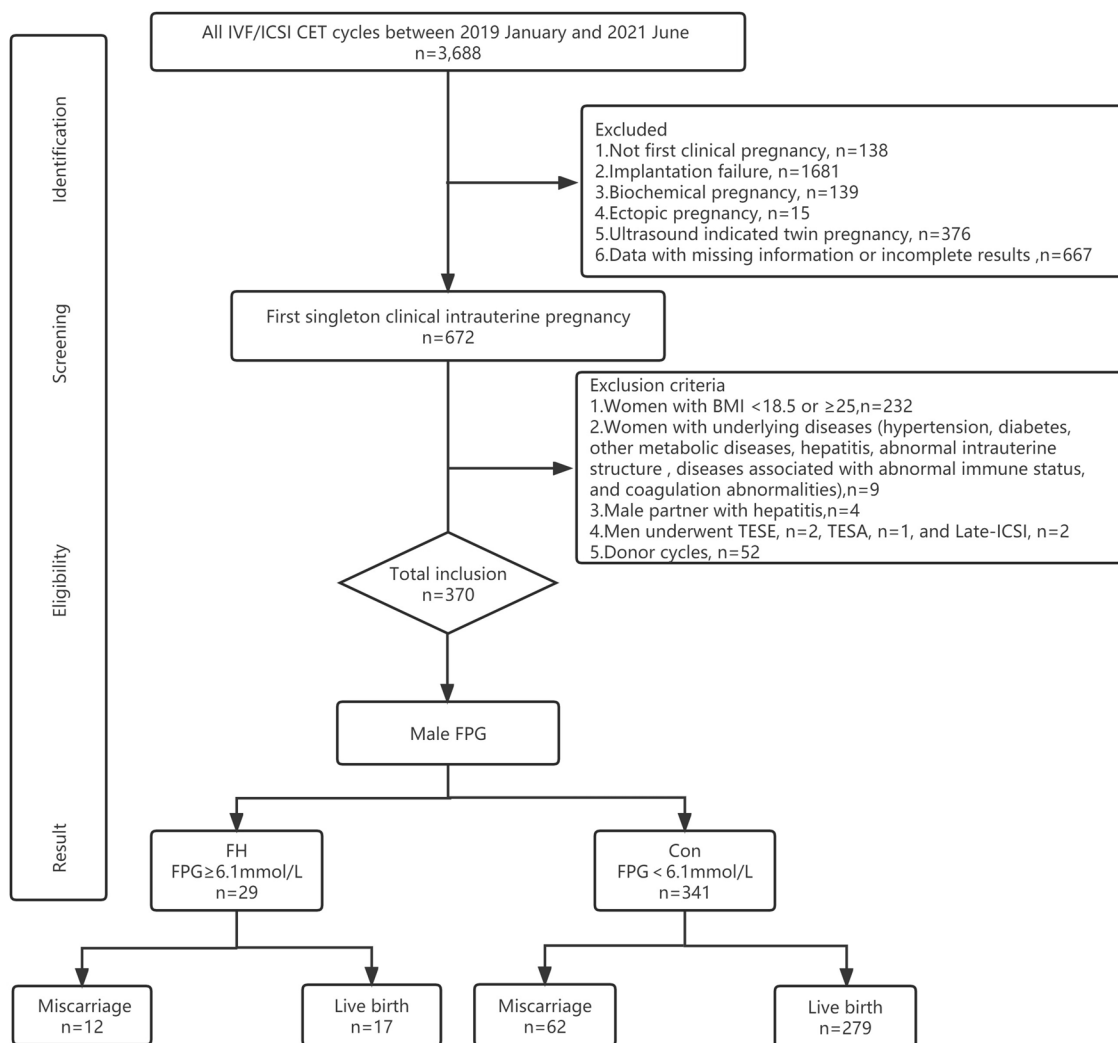 All IVF/ICSI CET cycles between 2019 January and 2021 June
n=3,688
Identification
Excluded
1.Not first clinical pregnancy, n=138
2.Implantation failure, n=1681
3.Biochemical pregnancy, n=139
4.Ectopic pregnancy, n=15
5.Ultrasound indicated twin pregnancy, n=376
6.Data with missing information or incomplete results ,n=667
Screening
First singleton clinical intrauterine pregnancy
n=672
Exclusion criteria
1.Women with BMI <18.5 or ≥25,n=232
2.Women with underlying diseases (hypertension, diabetes,
other metabolic diseases, hepatitis, abnormal intrauterine
structure , diseases associated with abnormal immune status,
and coagulation abnormalities),n=9
3.Male partner with hepatitis,n=4
4.Men underwent TESE, n=2, TESA, n=1, and Late-ICSI, n=2
5.Donor cycles, n=52
Eligibility
Total inclusion
n=370
Male FPG
Result
FH
FPG≥6.1mmol/L
n=29
Con
FPG<6.1mmol/L
n=341
Miscarriage
n=12
Live birth
n=17
Miscarriage
n=62
Live birth
n=279